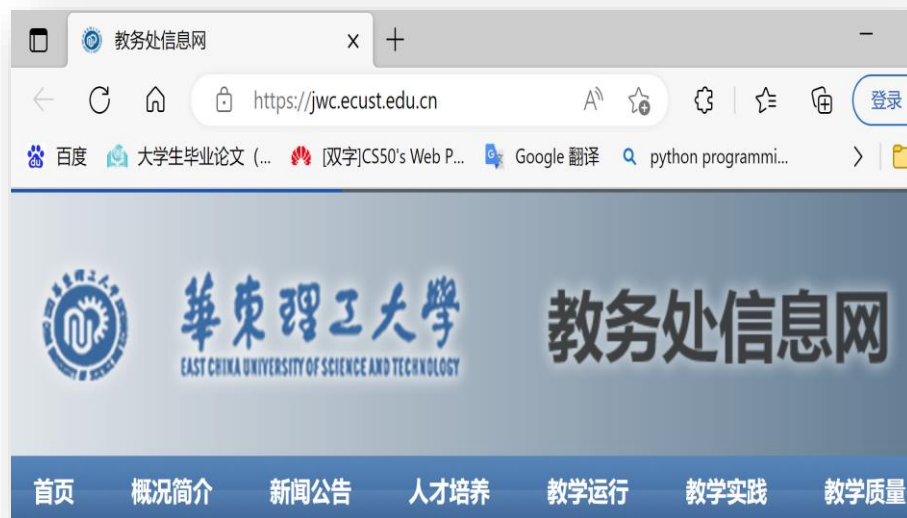 教务处信息网
https://jwc.ecust.edu.cn
登录
百度 大学生毕业论文 (... [双字]CS50's Web P... Google 翻译 python programmi...
華東理工大學
EAST CHINA UNIVERSITY OF SCIENCE AND TECHNOLOGY
教务处信息网
首页 概况简介 新闻公告 人才培养 教学运行 教学实践 教学质量